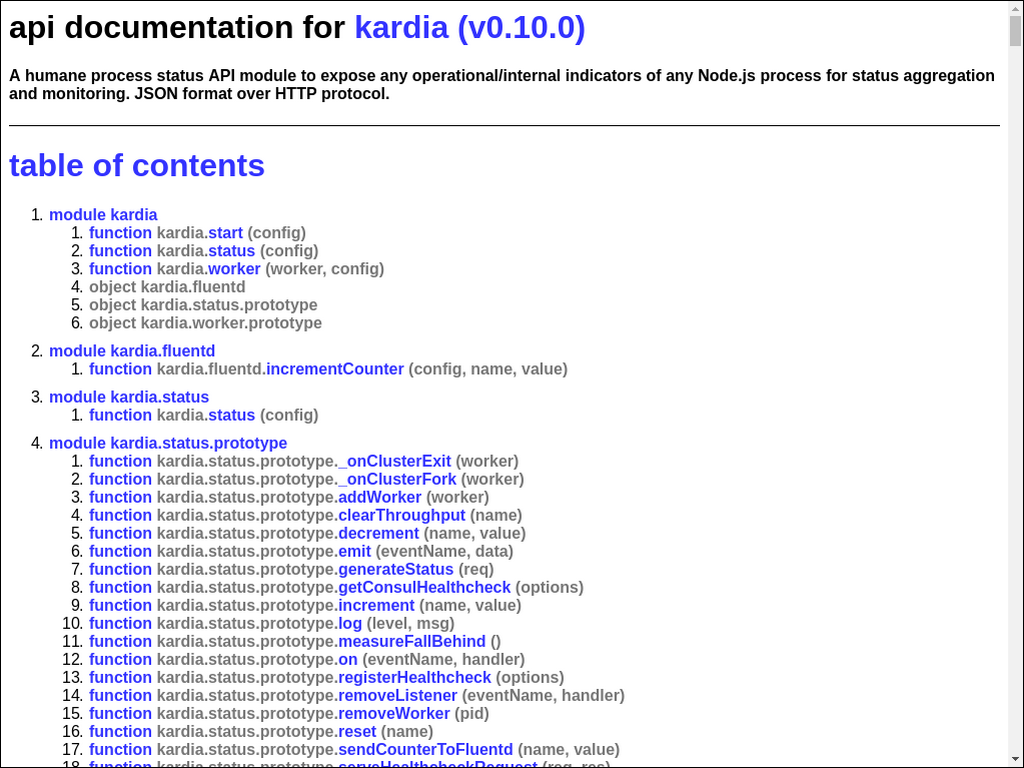 api documentation for kardia (v0.10.0)
A humane process status API module to expose any operational/internal indicators of any Node.js process for status aggregation
and monitoring. JSON format over HTTP protocol.
table of contents
1. module kardia
1. function kardia.start (config)
2. function kardia.status (config)
3. function kardia.worker (worker, config)
4. object kardia.fluentd
5. object kardia.status.prototype
6. object kardia.worker.prototype
2. module kardia.fluentd
1. function kardia.fluentd.incrementCounter (config, name, value)
3. module kardia.status
1. function kardia.status (config)
4. module kardia.status.prototype
1. function kardia.status.prototype._onClusterExit (worker)
2. function kardia.status.prototype._onClusterFork (worker)
3. function kardia.status.prototype.addWorker (worker)
4. function kardia.status.prototype.clearThroughput (name)
5. function kardia.status.prototype.decrement (name, value)
6. function kardia.status.prototype.emit (eventName, data)
7. function kardia.status.prototype.generateStatus (req)
8. function kardia.status.prototype.getConsulHealthcheck (options)
9. function kardia.status.prototype.increment (name, value)
10. function kardia.status.prototype.log (level, msg)
11. function kardia.status.prototype.measureFallBehind ()
12. function kardia.status.prototype.on (eventName, handler)
13. function kardia.status.prototype.registerHealthcheck (options)
14. function kardia.status.prototype.removeListener (eventName, handler)
15. function kardia.status.prototype.removeWorker (pid)
16. function kardia.status.prototype.reset (name)
17. function kardia.status.prototype.sendCounterToFluentd (name, value)
18. function kardia.status.prototype.serveHealthcheckRequest (req, res)